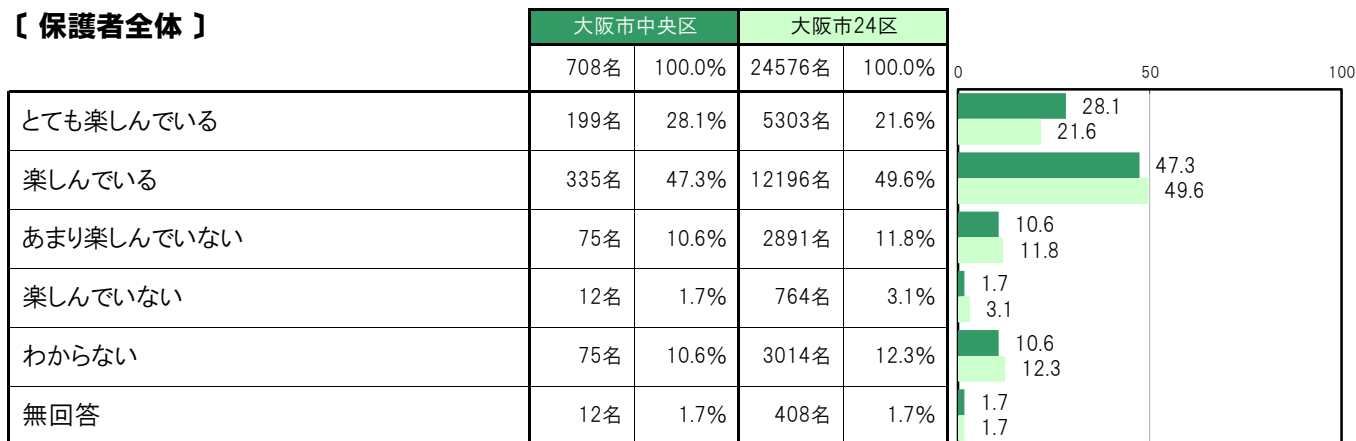 〔 保護者全体 〕
大阪市中央区 大阪市24区
708名 100.0% 24576名 100.0%
0 50 100
とても楽しんでいる 199名 28.1% 5303名 21.6% 28.1
21.6
楽しんでいる 335名 47.3% 12196名 49.6% 47.3
49.6
あまり楽しんでいない 75名 10.6% 2891名 11.8% 10.6
11.8
楽しんでいない 12名 1.7% 764名 3.1% 1.7
3.1
わからない 75名 10.6% 3014名 12.3% 10.6
12.3
無回答 12名 1.7% 408名 1.7% 1.7
1.7